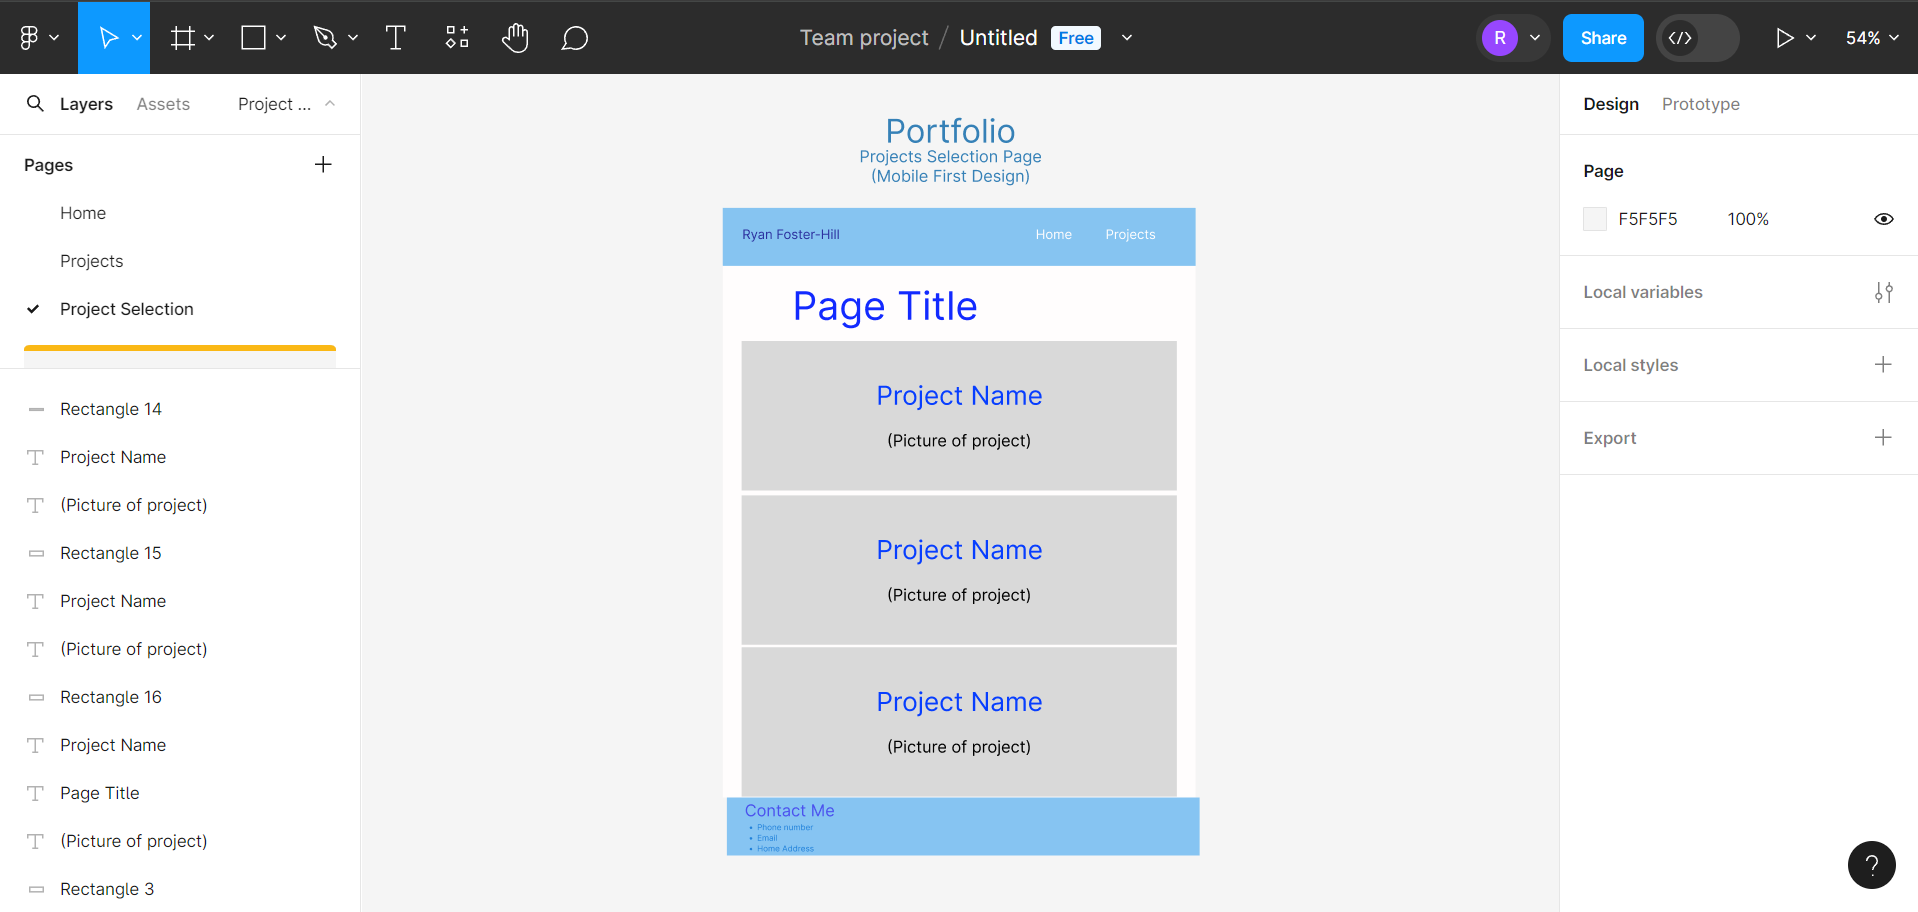 Team project / Untitled Free
R
Share
54%
Layers Assets Project ...
Pages
Home
Projects
Project Selection
Rectangle 14
Project Name
(Picture of project)
Rectangle 15
Project Name
(Picture of project)
Rectangle 16
Project Name
Page Title
(Picture of project)
Rectangle 3
Portfolio
Projects Selection Page
(Mobile First Design)
Ryan Foster-Hill Home Projects
Page Title
Project Name
(Picture of project)
Project Name
(Picture of project)
Project Name
(Picture of project)
Contact Me
• Phone number
• Email
• Home Address
Design Prototype
Page
F5F5F5 100%
Local variables
Local styles
Export
?